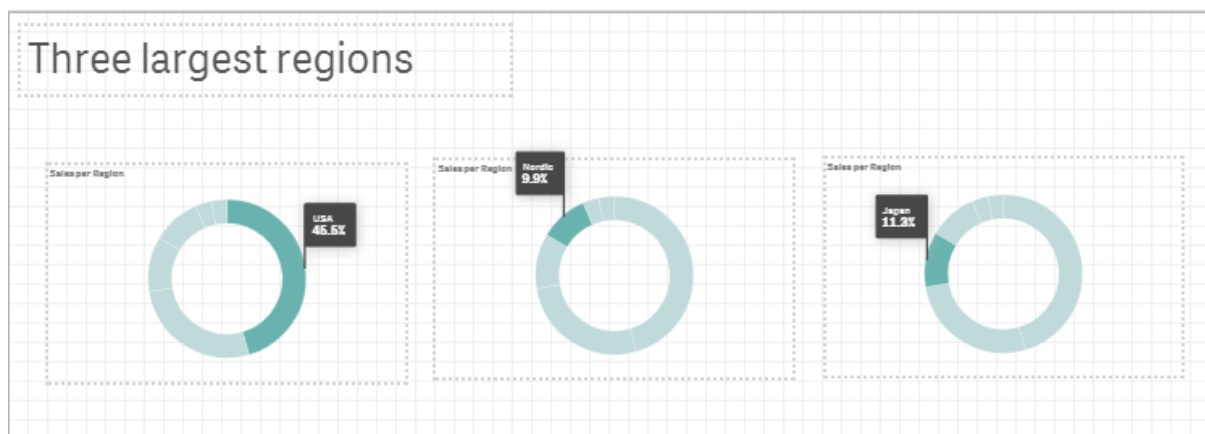 Three largest regions
Sales per Region
USA
45.5%
Sales per Region
Nordic
9.9%
Sales per Region
Japan
11.3%